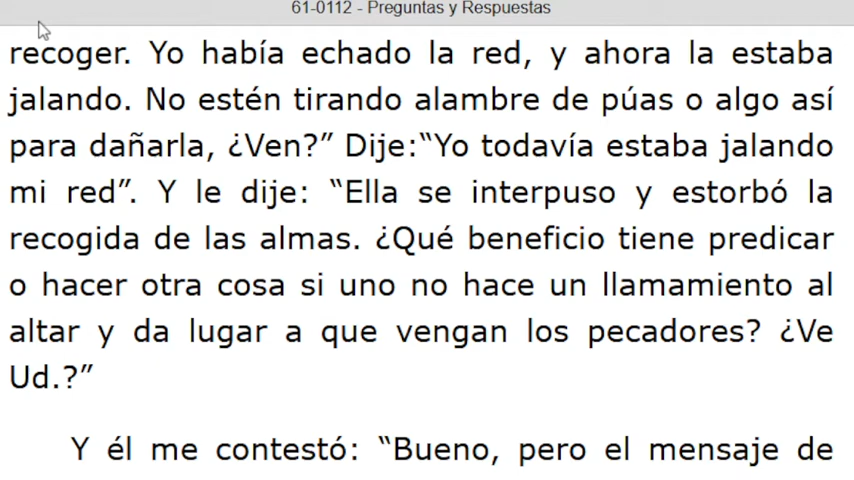 61-0112 - Preguntas y Respuestas
recoger. Yo había echado la red, y ahora la estaba
jalando. No estén tirando alambre de púas o algo así
para dañarla, ¿Ven?” Dije:“Yo todavía estaba jalando
mi red”. Y le dije: “Ella se interpuso y estorbó la
recogida de las almas. ¿Qué beneficio tiene predicar
o hacer otra cosa si uno no hace un llamamiento al
altar y da lugar a que vengan los pecadores? ¿Ve
Ud.?”
Y él me contestó: “Bueno, pero el mensaje de